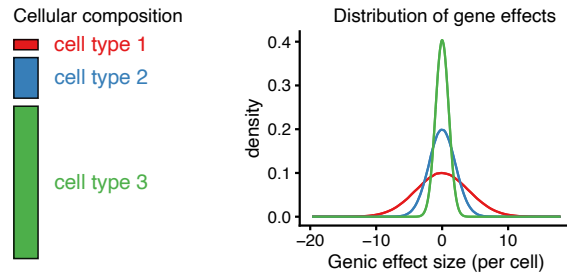 Cellular composition
cell type 1
cell type 2
cell type 3
Distribution of gene effects
density
0.4
0.3
0.2
0.1
0.0
−20
−10
0
10
Genic effect size (per cell)